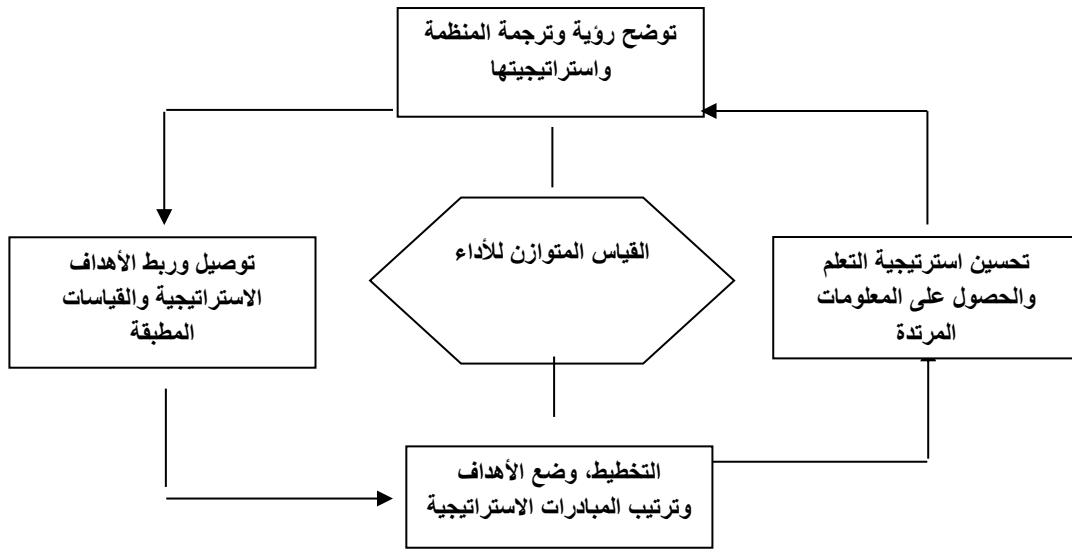 توضح رؤية وترجمة المنظمة
واستراتيجيتها
القياس المتوازن للأداء
تحسين استرتيجية التعلم
والحصول على المعلومات
المرتدة
توصيل وربط الأهداف
الاستراتيجية والقياسات
المطبقة
التخطيط، وضع الأهداف
وترتيب المبادرات الاستراتيجية